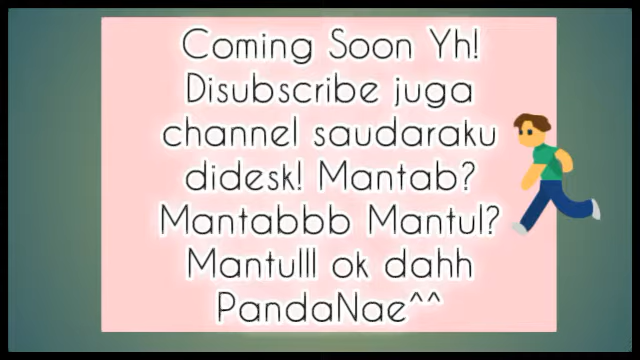 Coming Soon Yh!
Disubscribe juga
channel saudaraku
didesk! Mantab?
Mantabbb Mantul?
Mantulll ok dahh
PandaNae^^